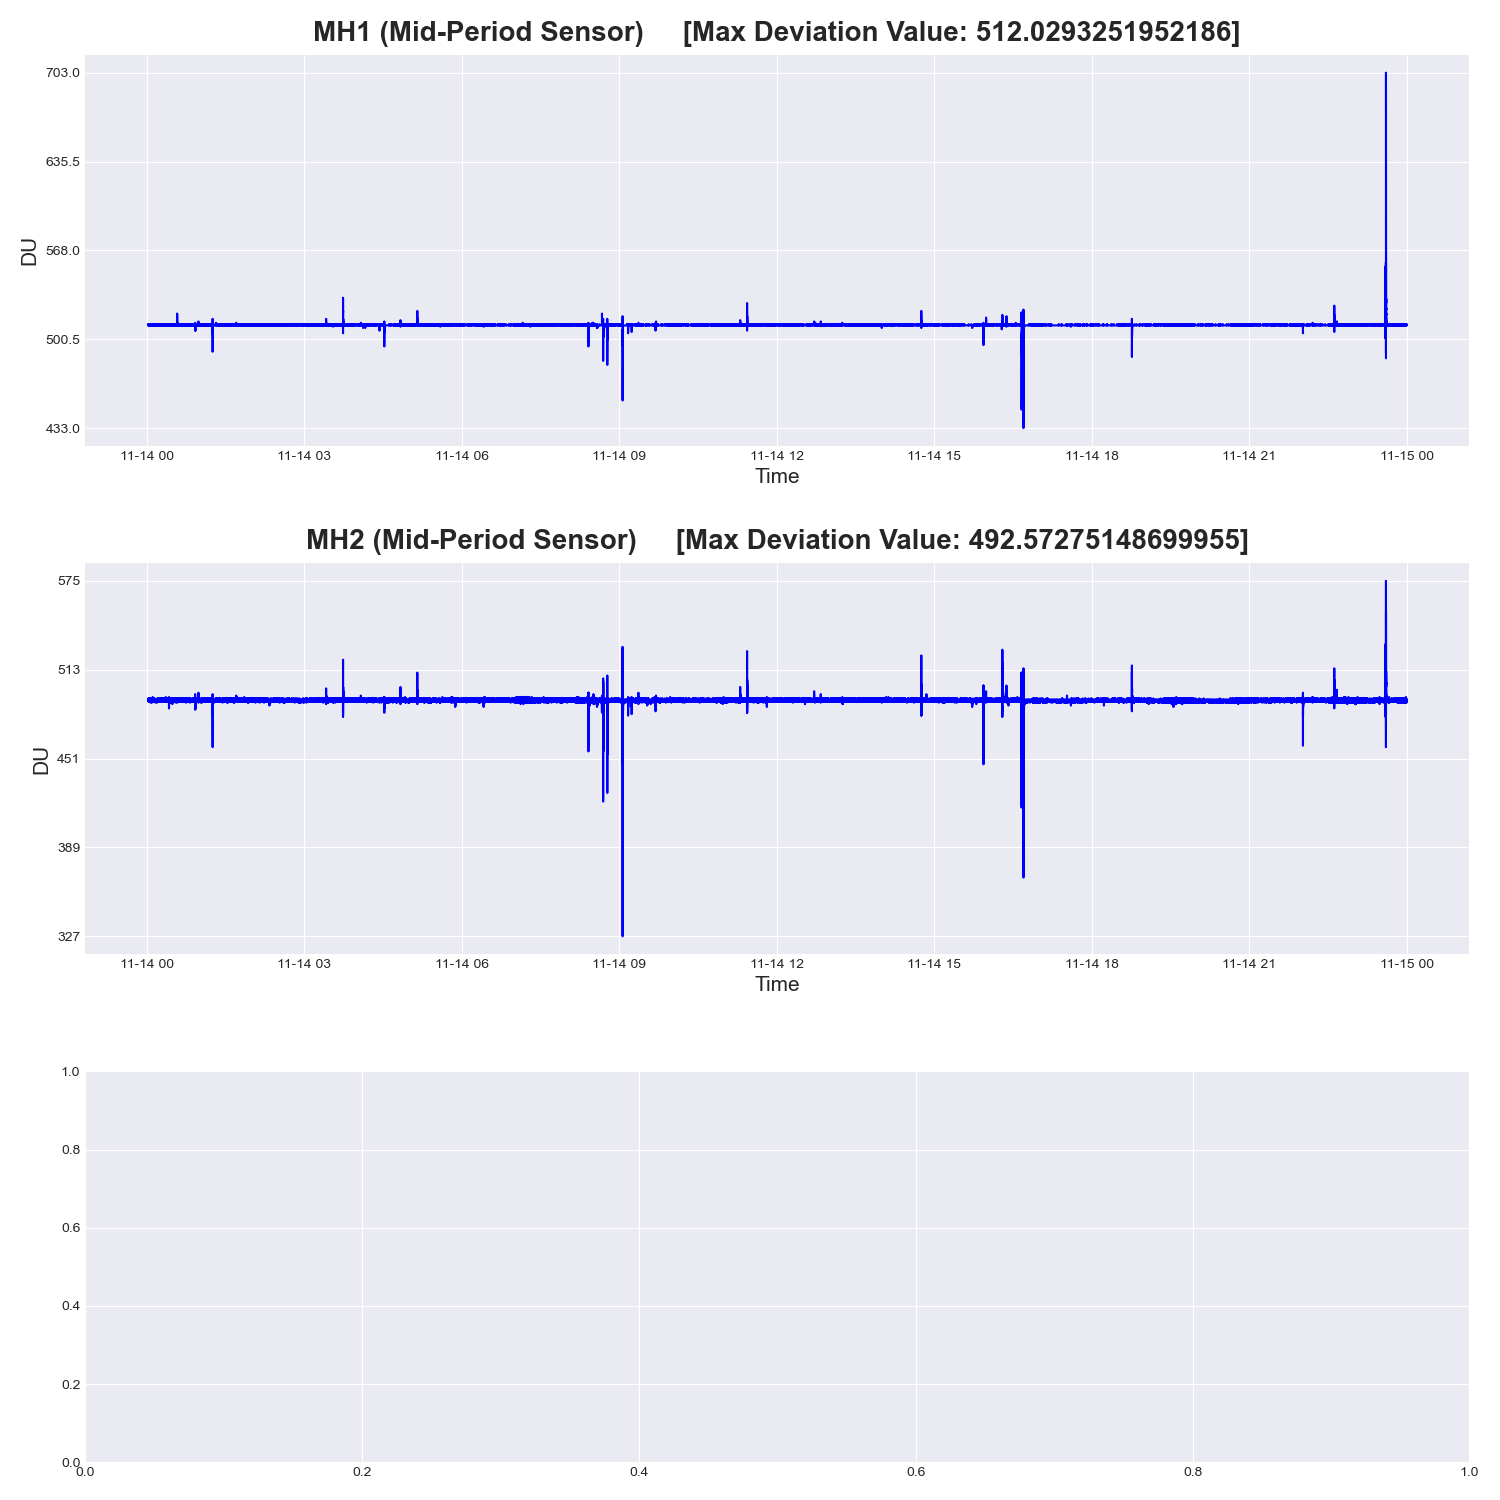 MH1 (Mid-Period Sensor) [Max Deviation Value: 512.0293251952186]
703.0
635.5
568.0
500.5
433.0
DU
11-14 00 11-14 03 11-14 06 11-14 09 11-14 12 11-14 15 11-14 18 11-14 21 11-15 00
Time
MH2 (Mid-Period Sensor) [Max Deviation Value: 492.57275148699955]
575
513
451
389
327
DU
11-14 00 11-14 03 11-14 06 11-14 09 11-14 12 11-14 15 11-14 18 11-14 21 11-15 00
Time
1.0
0.8
0.6
0.4
0.2
0.0
0.0 0.2 0.4 0.6 0.8 1.0